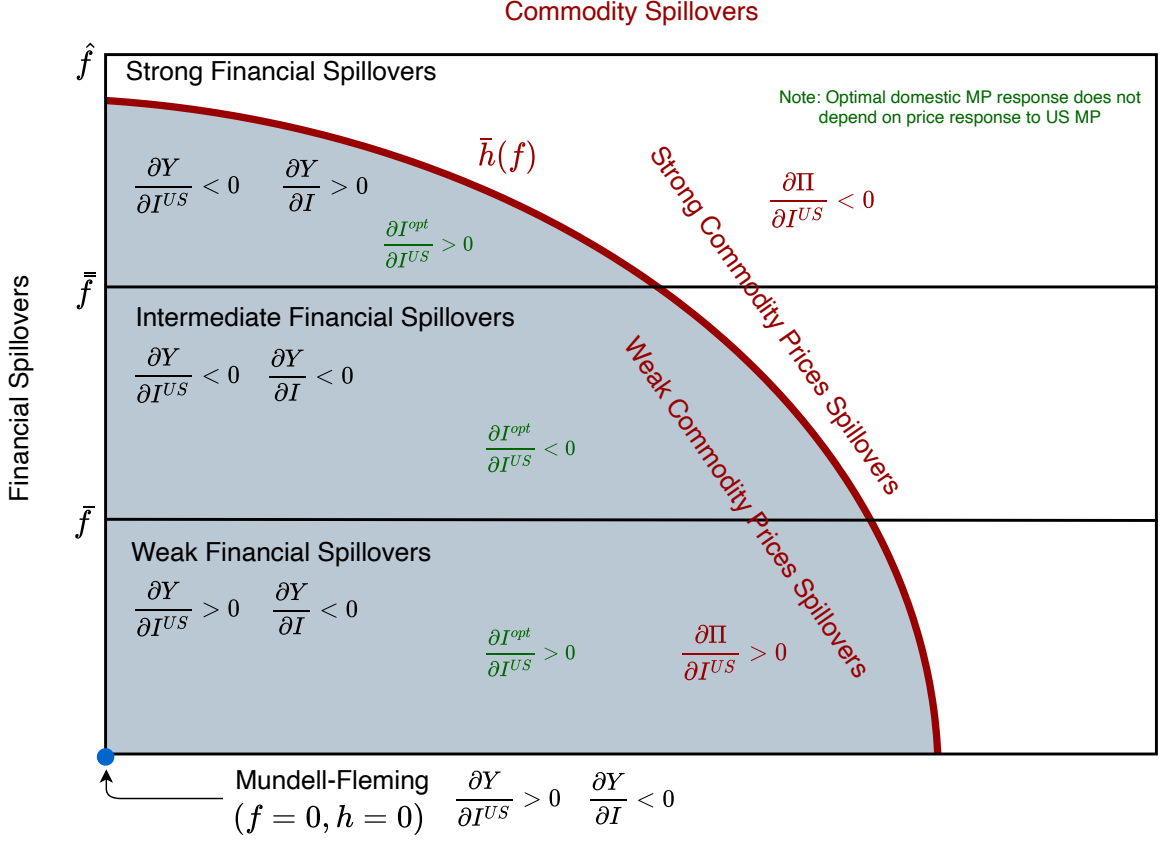 Commodity Spillovers
f̂
Strong Financial Spillovers
Note: Optimal domestic MP response does not
depend on price response to US MP
h̄(f)
∂Y/∂I^{US} < 0   ∂Y/∂I > 0
∂Π/∂I^{US} < 0
∂I^{opt}/∂I^{US} > 0
Strong Commodity Prices Spillovers
Financial Spillovers
f̿
Intermediate Financial Spillovers
∂Y/∂I^{US} < 0   ∂Y/∂I < 0
Weak Commodity Prices Spillovers
∂I^{opt}/∂I^{US} < 0
f̄
Weak Financial Spillovers
∂Y/∂I^{US} > 0   ∂Y/∂I < 0
∂I^{opt}/∂I^{US} > 0   ∂Π/∂I^{US} > 0
Mundell-Fleming   ∂Y/∂I^{US} > 0   ∂Y/∂I < 0
(f = 0, h = 0)